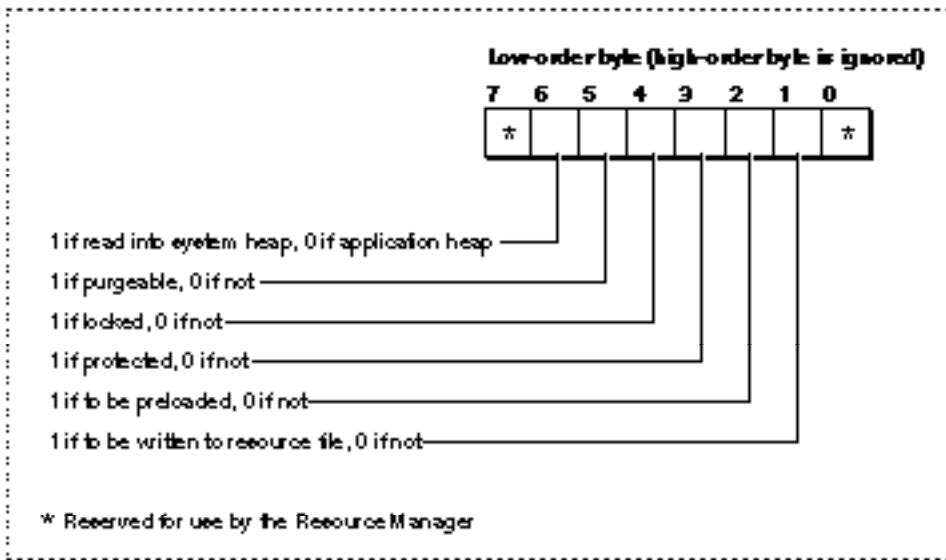 Low-order byte (high-order byte is ignored)
7 6 5 4 3 2 1 0
* *
1 if read into system heap, 0 if application heap
1 if purgeable, 0 if not
1 if locked, 0 if not
1 if protected, 0 if not
1 if to be preloaded, 0 if not
1 if to be written to resource file, 0 if not
* Reserved for use by the Resource Manager